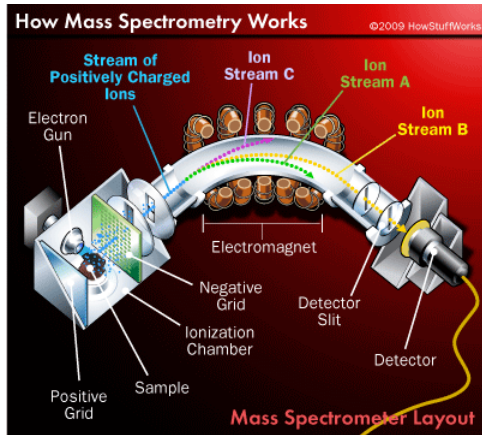 How Mass Spectrometry Works
©2009 HowStuffWorks
Stream of
Positively Charged
Ions
Ion
Stream C
Ion
Stream A
Ion
Stream B
Electron
Gun
Electromagnet
Negative
Grid
Ionization
Chamber
Sample
Positive
Grid
Detector
Slit
Detector
Mass Spectrometer Layout